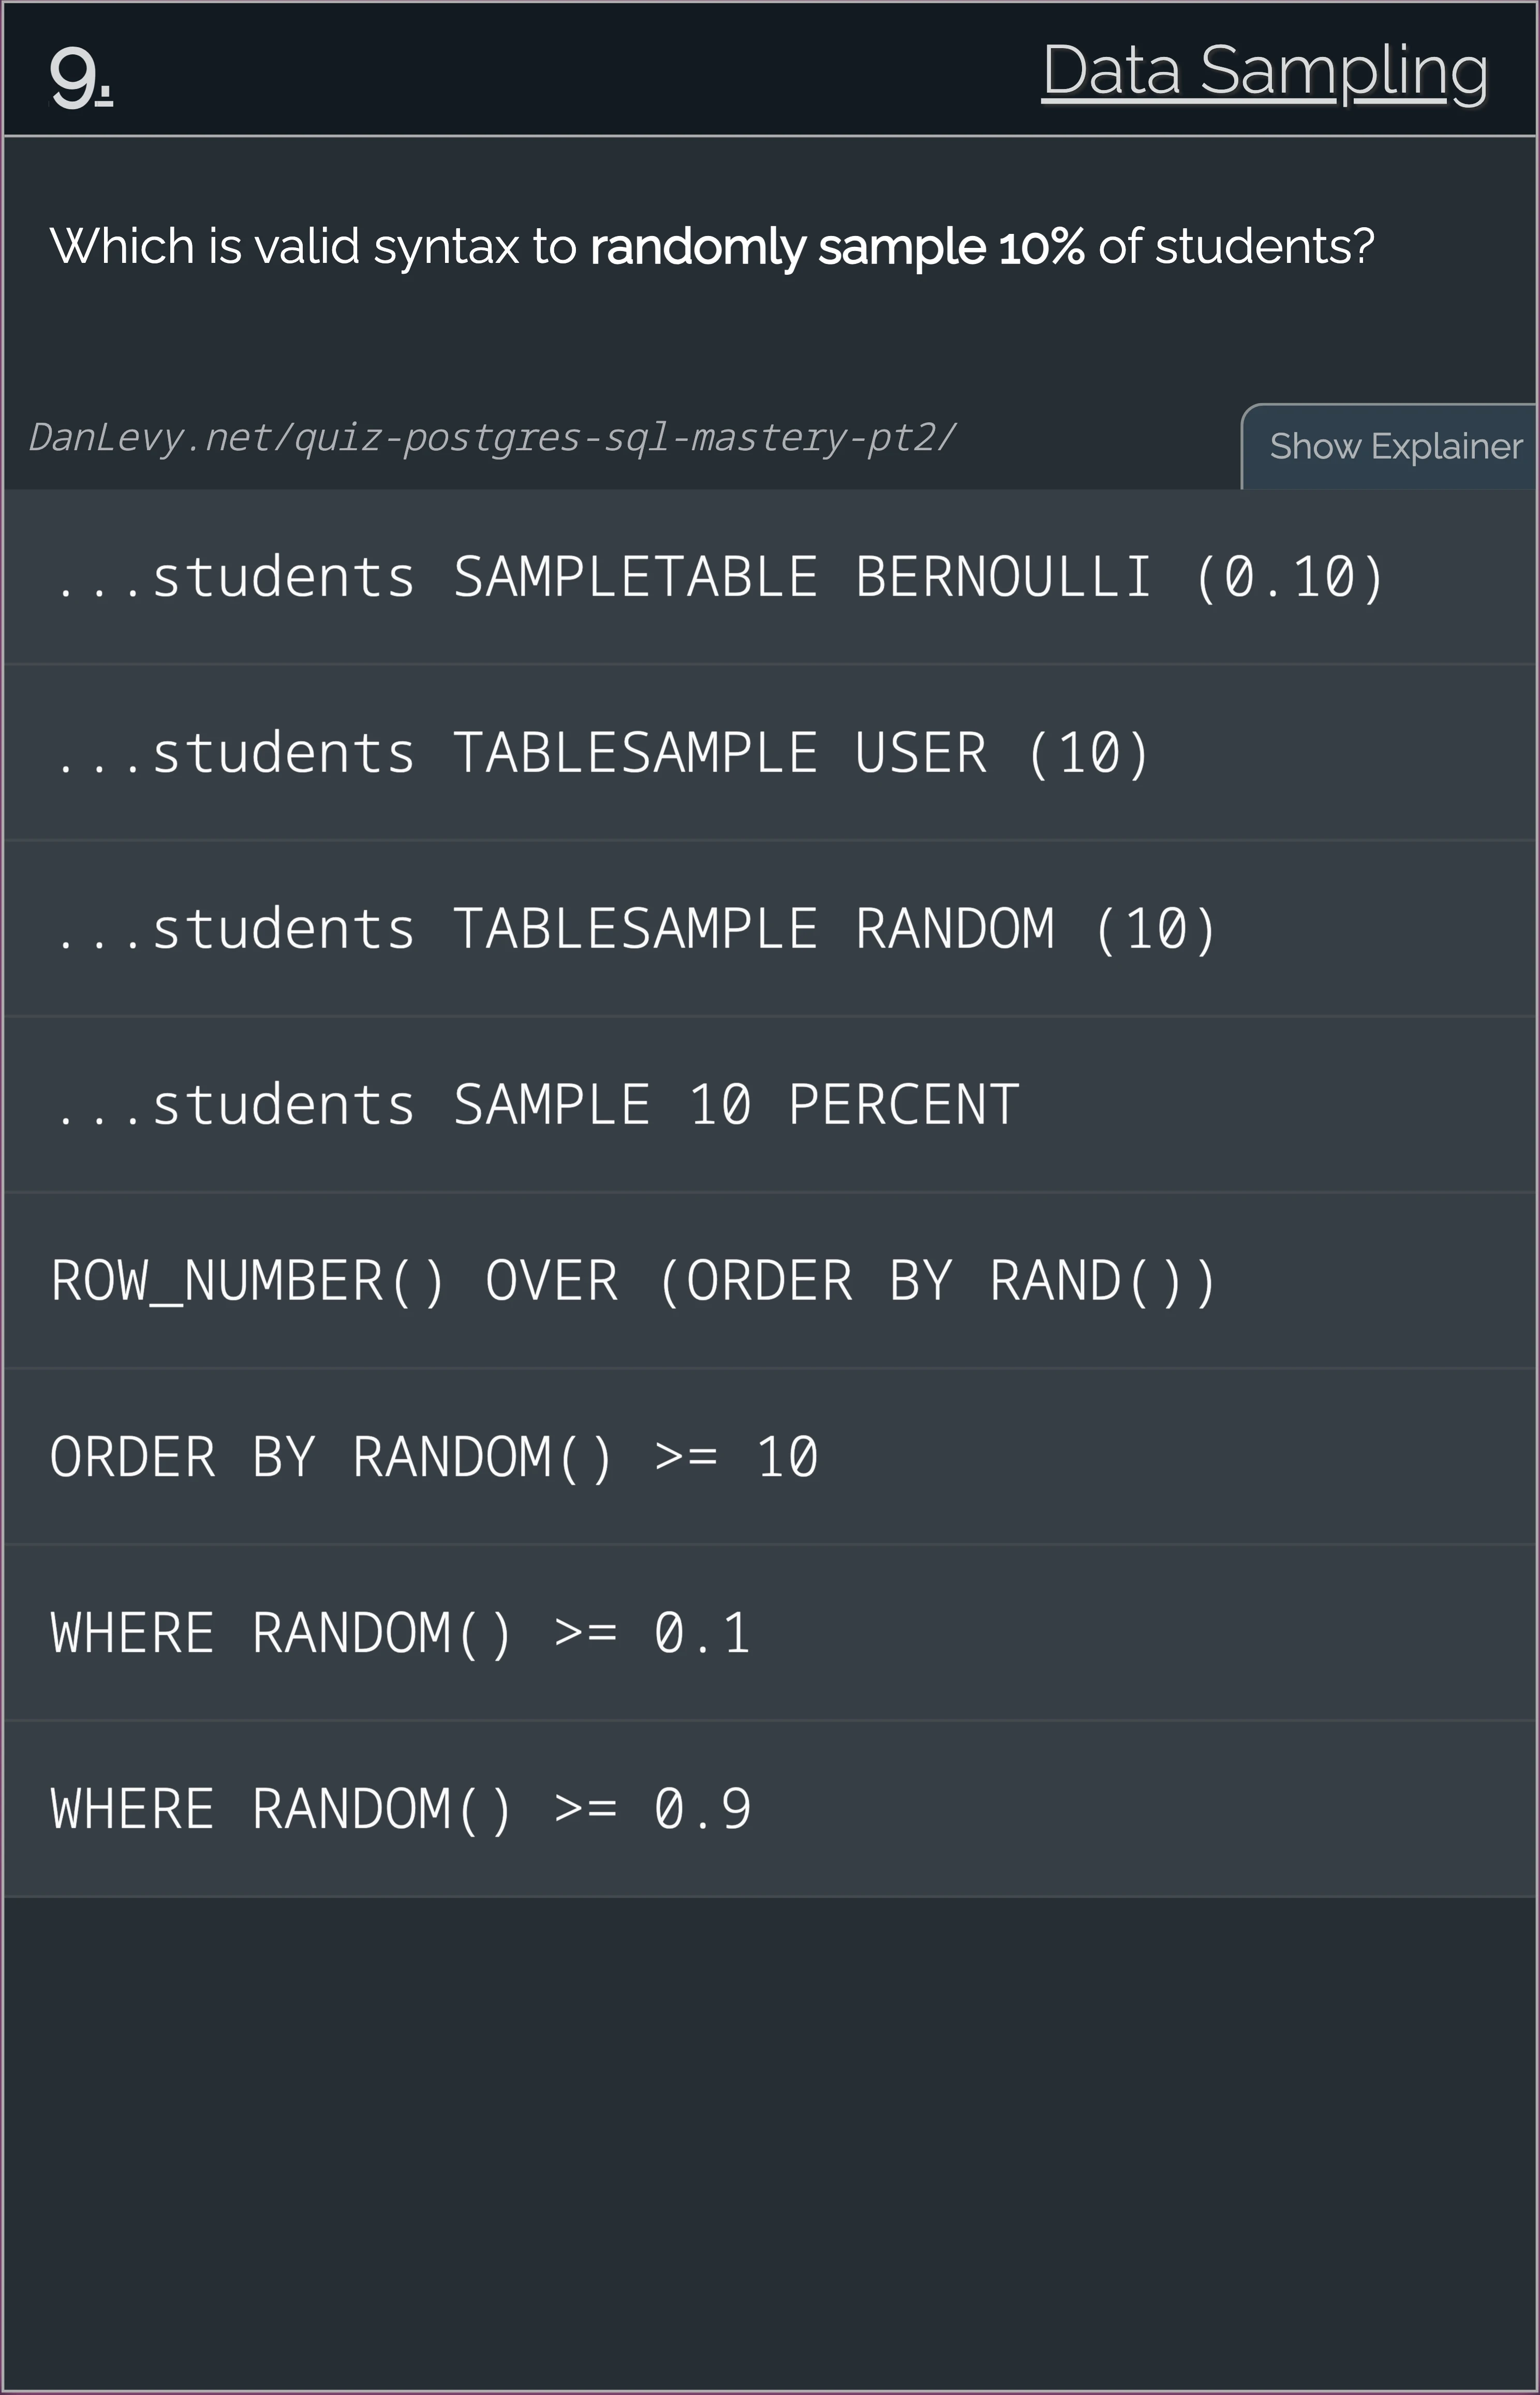 9.
Data Sampling
Which is valid syntax to randomly sample 10% of students?
DanLevy.net/quiz-postgres-sql-mastery-pt2/
Show Explainer
...students SAMPLETABLE BERNOULLI (0.10)
...students TABLESAMPLE USER (10)
...students TABLESAMPLE RANDOM (10)
...students SAMPLE 10 PERCENT
ROW_NUMBER() OVER (ORDER BY RAND())
ORDER BY RANDOM() >= 10
WHERE RANDOM() >= 0.1
WHERE RANDOM() >= 0.9